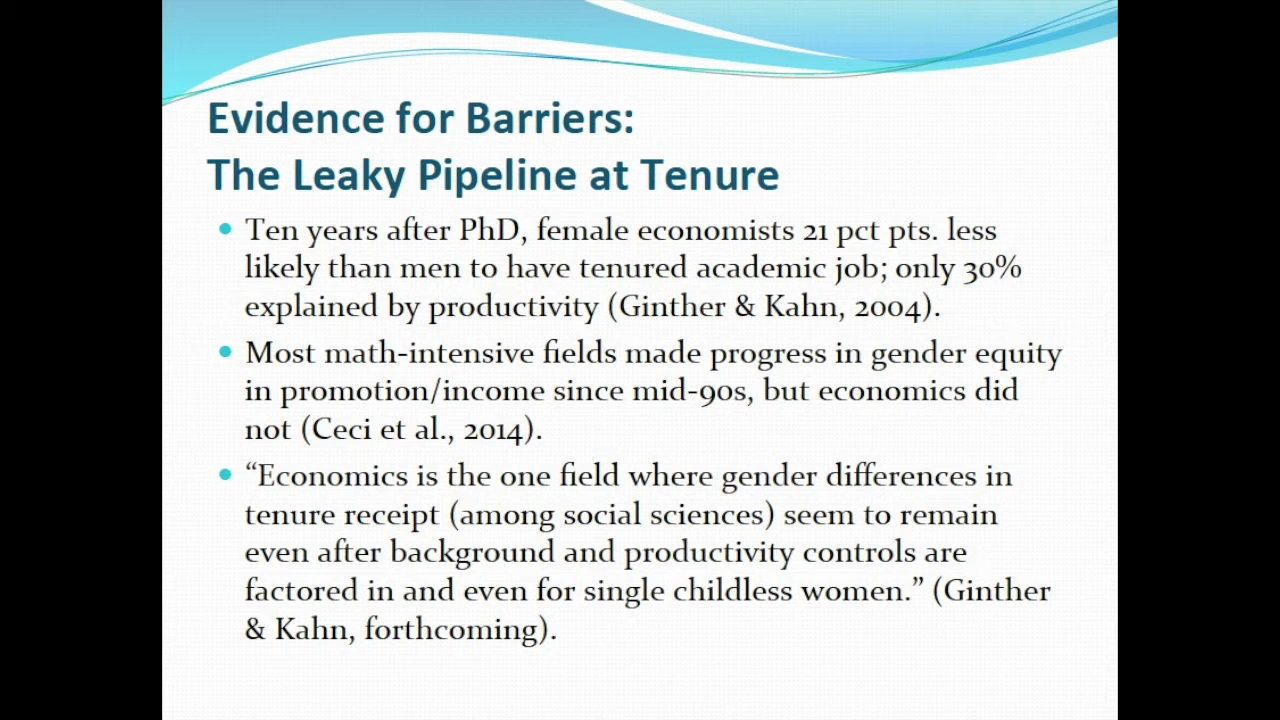 Evidence for Barriers:
The Leaky Pipeline at Tenure
• Ten years after PhD, female economists 21 pct pts. less
likely than men to have tenured academic job; only 30%
explained by productivity (Ginther & Kahn, 2004).
• Most math-intensive fields made progress in gender equity
in promotion/income since mid-90s, but economics did
not (Ceci et al., 2014).
• “Economics is the one field where gender differences in
tenure receipt (among social sciences) seem to remain
even after background and productivity controls are
factored in and even for single childless women.” (Ginther
& Kahn, forthcoming).